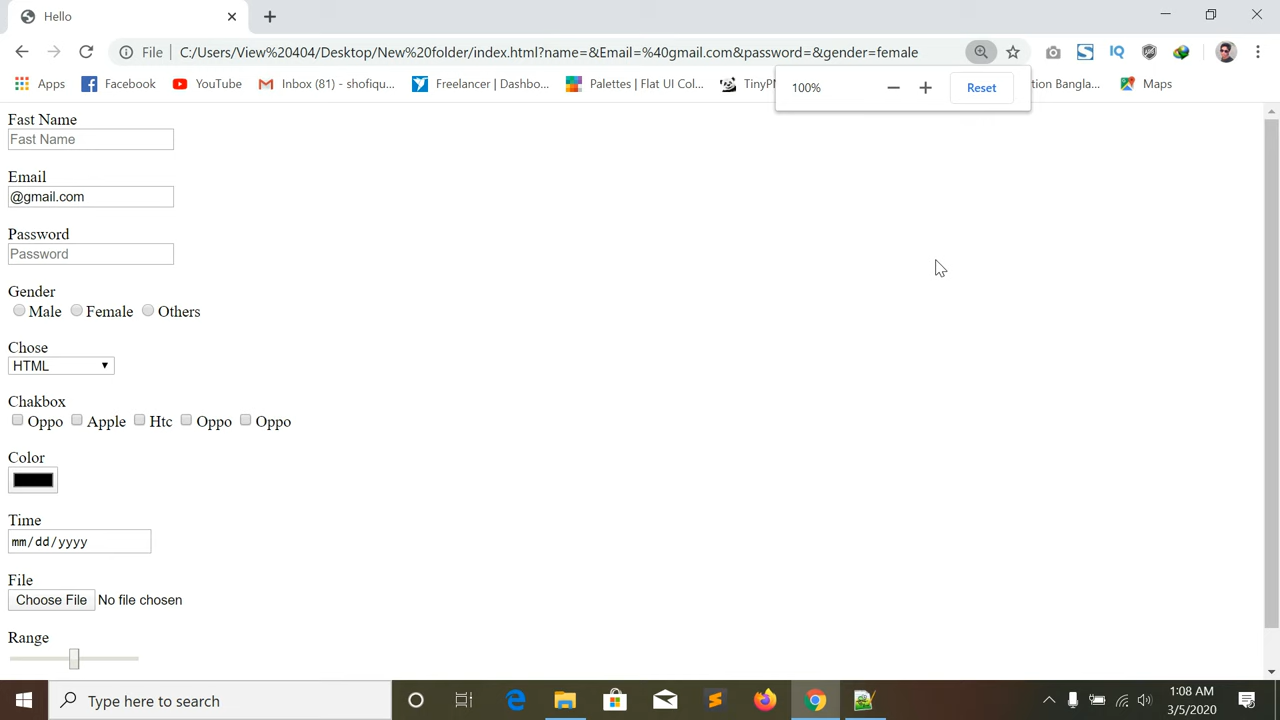 Hello
File C:/Users/View%20404/Desktop/New%20folder/index.html?name=&Email=%40gmail.com&password=&gender=female
Apps Facebook YouTube Inbox (81) - shofiqu... Freelancer | Dashbo... Palettes | Flat UI Col... TinyP tion Bangla... Maps
100% Reset
Fast Name
Fast Name
Email
@gmail.com
Password
Password
Gender
Male Female Others
Chose
HTML
Chakbox
Oppo Apple Htc Oppo Oppo
Color
Time
mm/dd/yyyy
File
Choose File No file chosen
Range
Type here to search
1:08 AM
3/5/2020